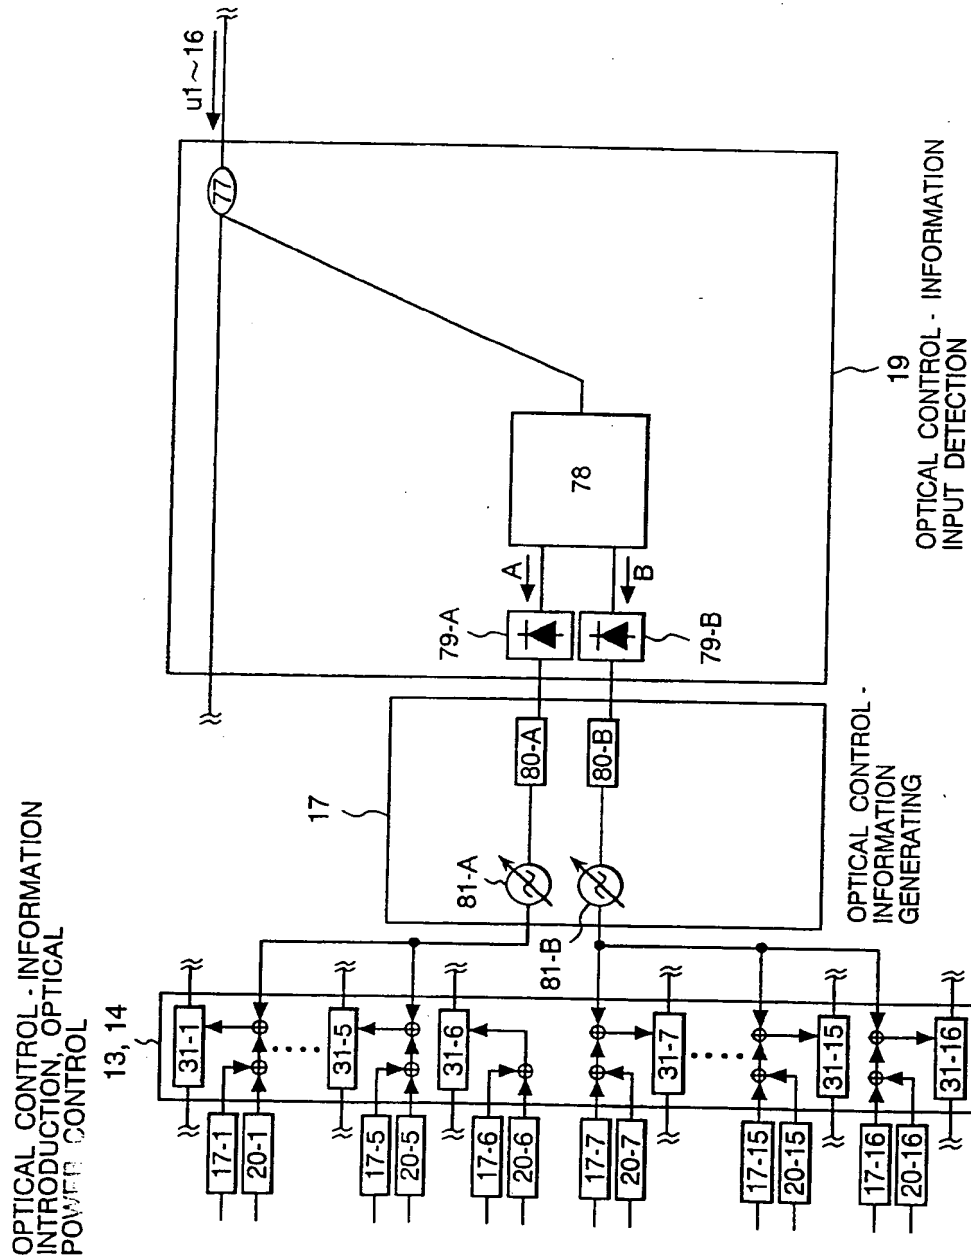 OPTICAL CONTROL - INFORMATION
INTRODUCTION, OPTICAL
POWER CONTROL
13, 14
17-1
20-1
31-1
17-5
20-5
31-5
17-6
20-6
31-6
17-7
20-7
31-7
17-15
20-15
31-15
17-16
20-16
31-16
17
81-A
81-B
80-A
80-B
OPTICAL CONTROL -
INFORMATION
GENERATING
79-A
79-B
A
B
78
77
u1~16
19
OPTICAL CONTROL - INFORMATION
INPUT DETECTION